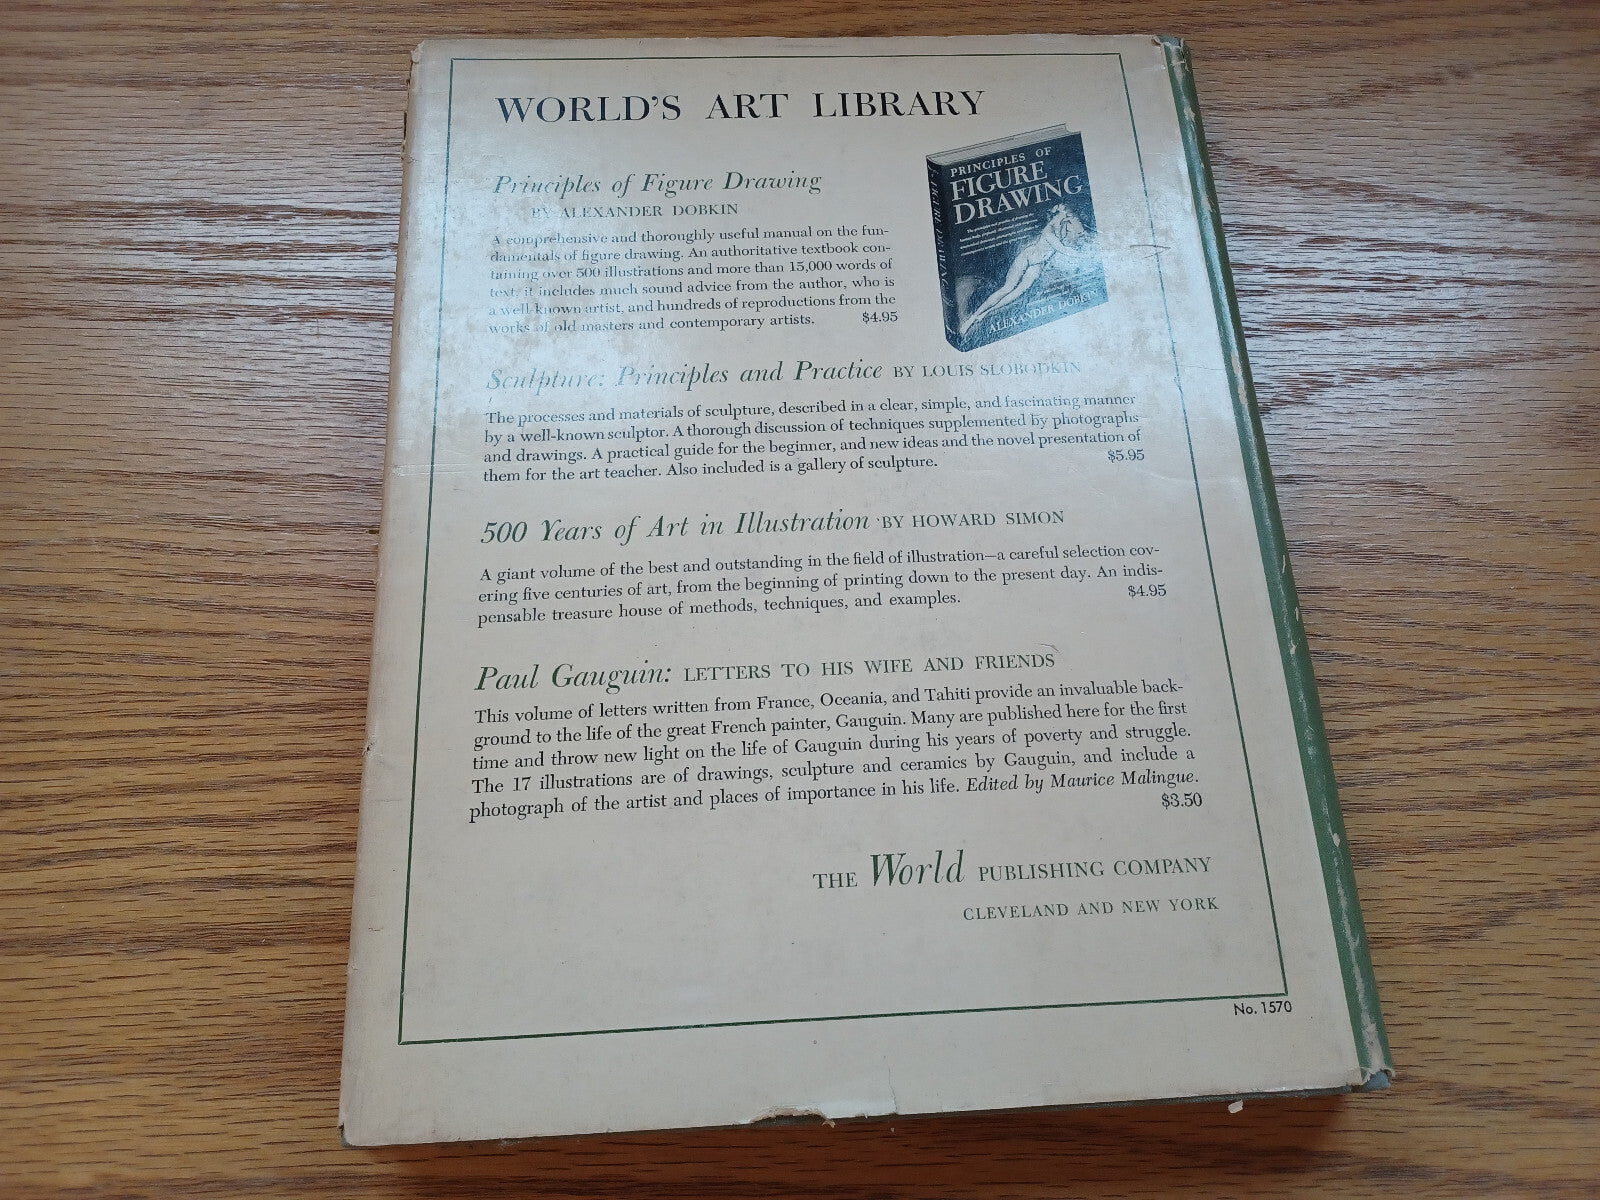 WORLD'S ART LIBRARY
Principles of Figure Drawing
BY ALEXANDER DOBKIN
A comprehensive and thoroughly useful manual on the fun-
damentals of figure drawing. An authoritative textbook con-
taining over 500 illustrations and more than 15,000 words of
text, it includes much sound advice from the author, who is
a well-known artist, and hundreds of reproductions from the
works of old masters and contemporary artists. $4.95
PRINCIPLES OF
FIGURE
DRAWING
ALEXANDER DOBKIN
Sculpture: Principles and Practice BY LOUIS SLOBODKIN
The processes and materials of sculpture, described in a clear, simple, and fascinating manner
by a well-known sculptor. A thorough discussion of techniques supplemented by photographs
and drawings. A practical guide for the beginner, and new ideas and the novel presentation of
them for the art teacher. Also included is a gallery of sculpture. $5.95
500 Years of Art in Illustration BY HOWARD SIMON
A giant volume of the best and outstanding in the field of illustration—a careful selection cov-
ering five centuries of art, from the beginning of printing down to the present day. An indis-
pensable treasure house of methods, techniques, and examples. $4.95
Paul Gauguin: LETTERS TO HIS WIFE AND FRIENDS
This volume of letters written from France, Oceania, and Tahiti provide an invaluable back-
ground to the life of the great French painter, Gauguin. Many are published here for the first
time and throw new light on the life of Gauguin during his years of poverty and struggle.
The 17 illustrations are of drawings, sculpture and ceramics by Gauguin, and include a
photograph of the artist and places of importance in his life. Edited by Maurice Malingue.
$3.50
THE World PUBLISHING COMPANY
CLEVELAND AND NEW YORK
No. 1570